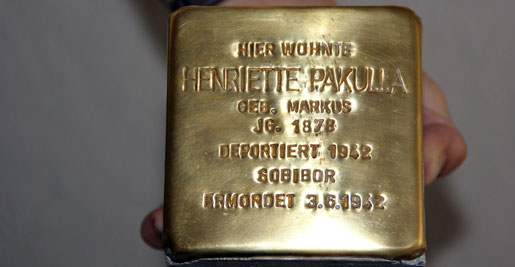 HIER WOHNTE
HENRIETTE PAKULLA
GEB. MARKUS
JG. 1878
DEPORTIERT 1942
SOBIBOR
ERMORDET 3.6.1942